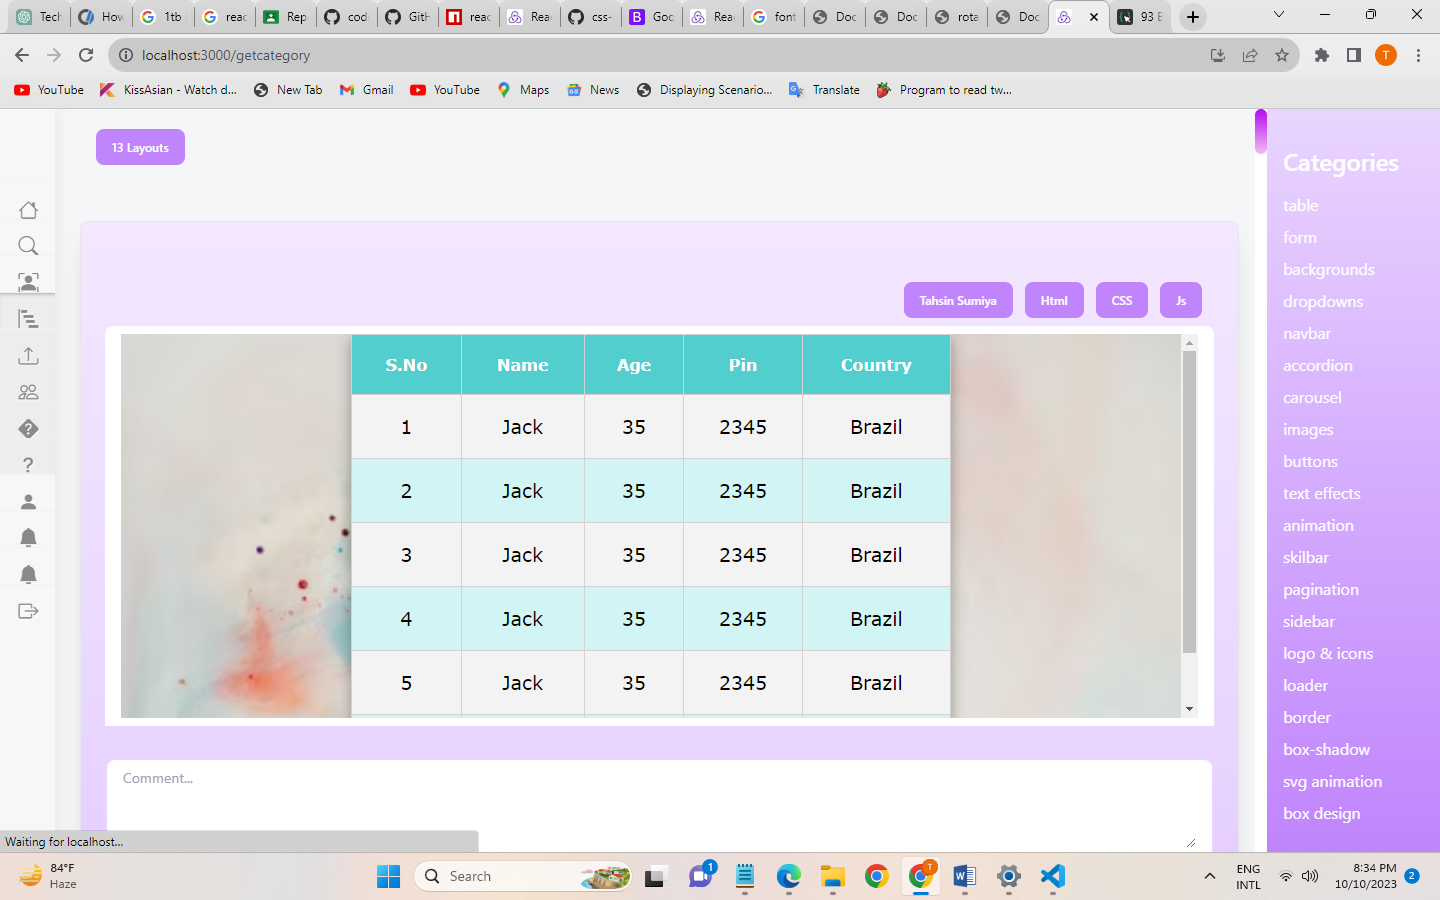 Tech
How
1tb
reac
Rep
cod
GitH
reac
Rea
css-
Goo
Rea
font
Doc
Doc
rota
Doc
93 E
localhost:3000/getcategory
T
YouTube
KissAsian - Watch d...
New Tab
Gmail
YouTube
Maps
News
Displaying Scenario...
Translate
Program to read tw...
13 Layouts
Tahsin Sumiya Html CSS Js
S.No Name Age Pin Country
1 Jack 35 2345 Brazil
2 Jack 35 2345 Brazil
3 Jack 35 2345 Brazil
4 Jack 35 2345 Brazil
5 Jack 35 2345 Brazil
Comment...
Categories
table
form
backgrounds
dropdowns
navbar
accordion
carousel
images
buttons
text effects
animation
skilbar
pagination
sidebar
logo & icons
loader
border
box-shadow
svg animation
box design
Waiting for localhost...
84°F
Haze
Search
1
T
ENG
INTL
8:34 PM
10/10/2023
2